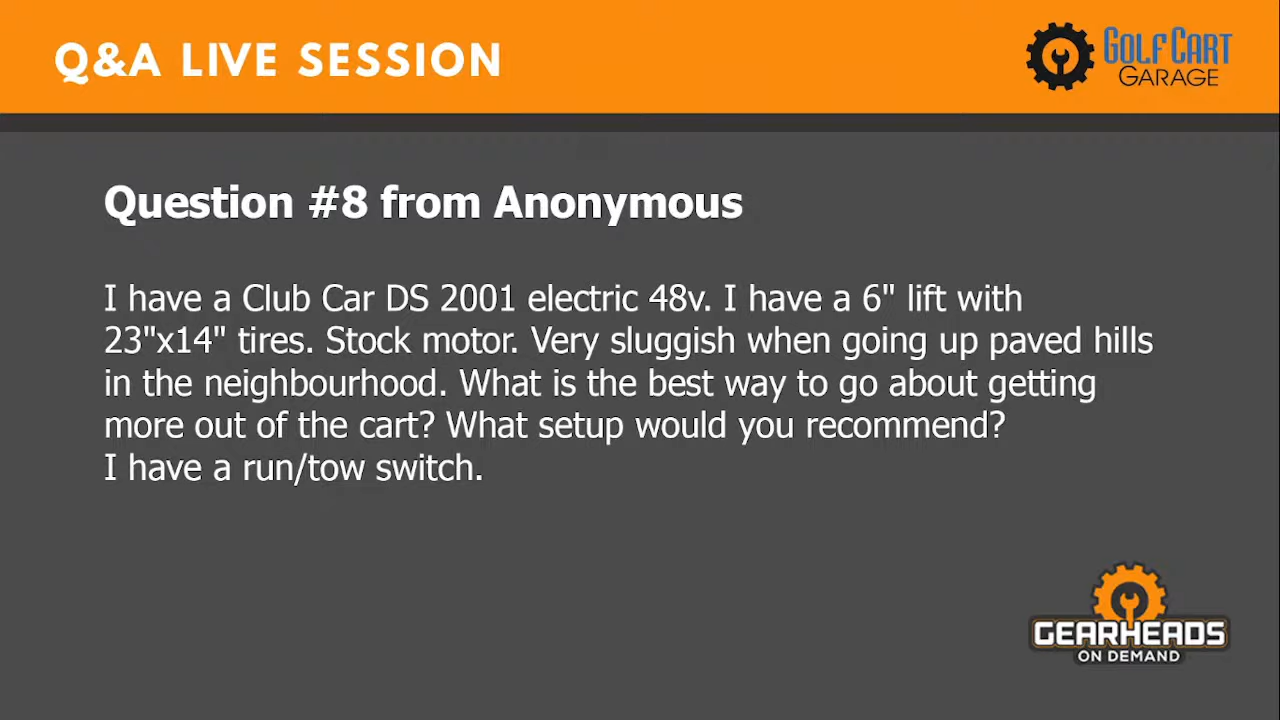 Q&A LIVE SESSION
GOLF CART
GARAGE
Question #8 from Anonymous
I have a Club Car DS 2001 electric 48v. I have a 6" lift with
23"x14" tires. Stock motor. Very sluggish when going up paved hills
in the neighbourhood. What is the best way to go about getting
more out of the cart? What setup would you recommend?
I have a run/tow switch.
GEARHEADS
ON DEMAND